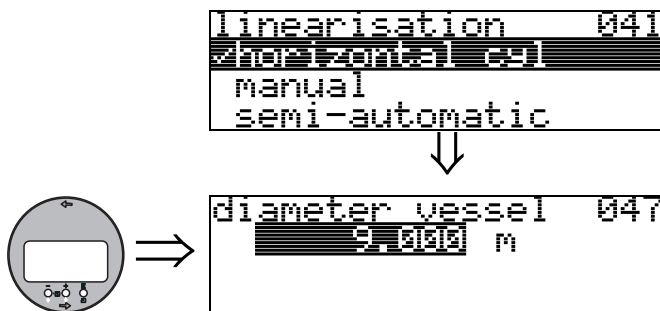 linearisation 041
✓horizontal cyl
manual
semi-automatic
diameter vessel 047
9.000 m